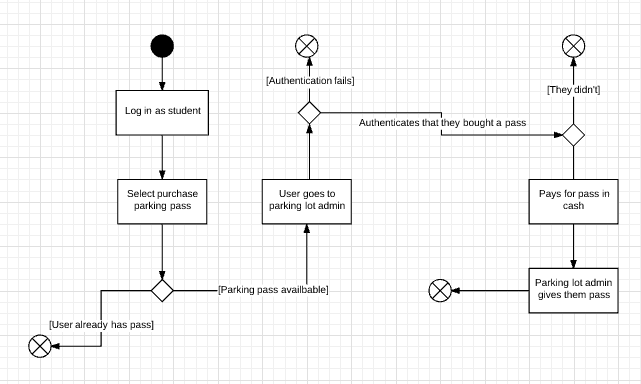 Log in as student
Select purchase
parking pass
[User already has pass]
[Parking pass availbable]
User goes to
parking lot admin
[Authentication fails]
Authenticates that they bought a pass
[They didn't]
Pays for pass in
cash
Parking lot admin
gives them pass